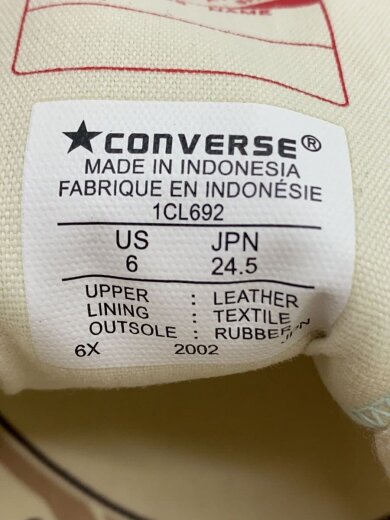 NAME
★CONVERSE®
MADE IN INDONESIA
FABRIQUE EN INDONÉSIE
1CL692
US JPN
6 24.5
UPPER : LEATHER
LINING : TEXTILE
OUTSOLE : RUBBER
6X 2002